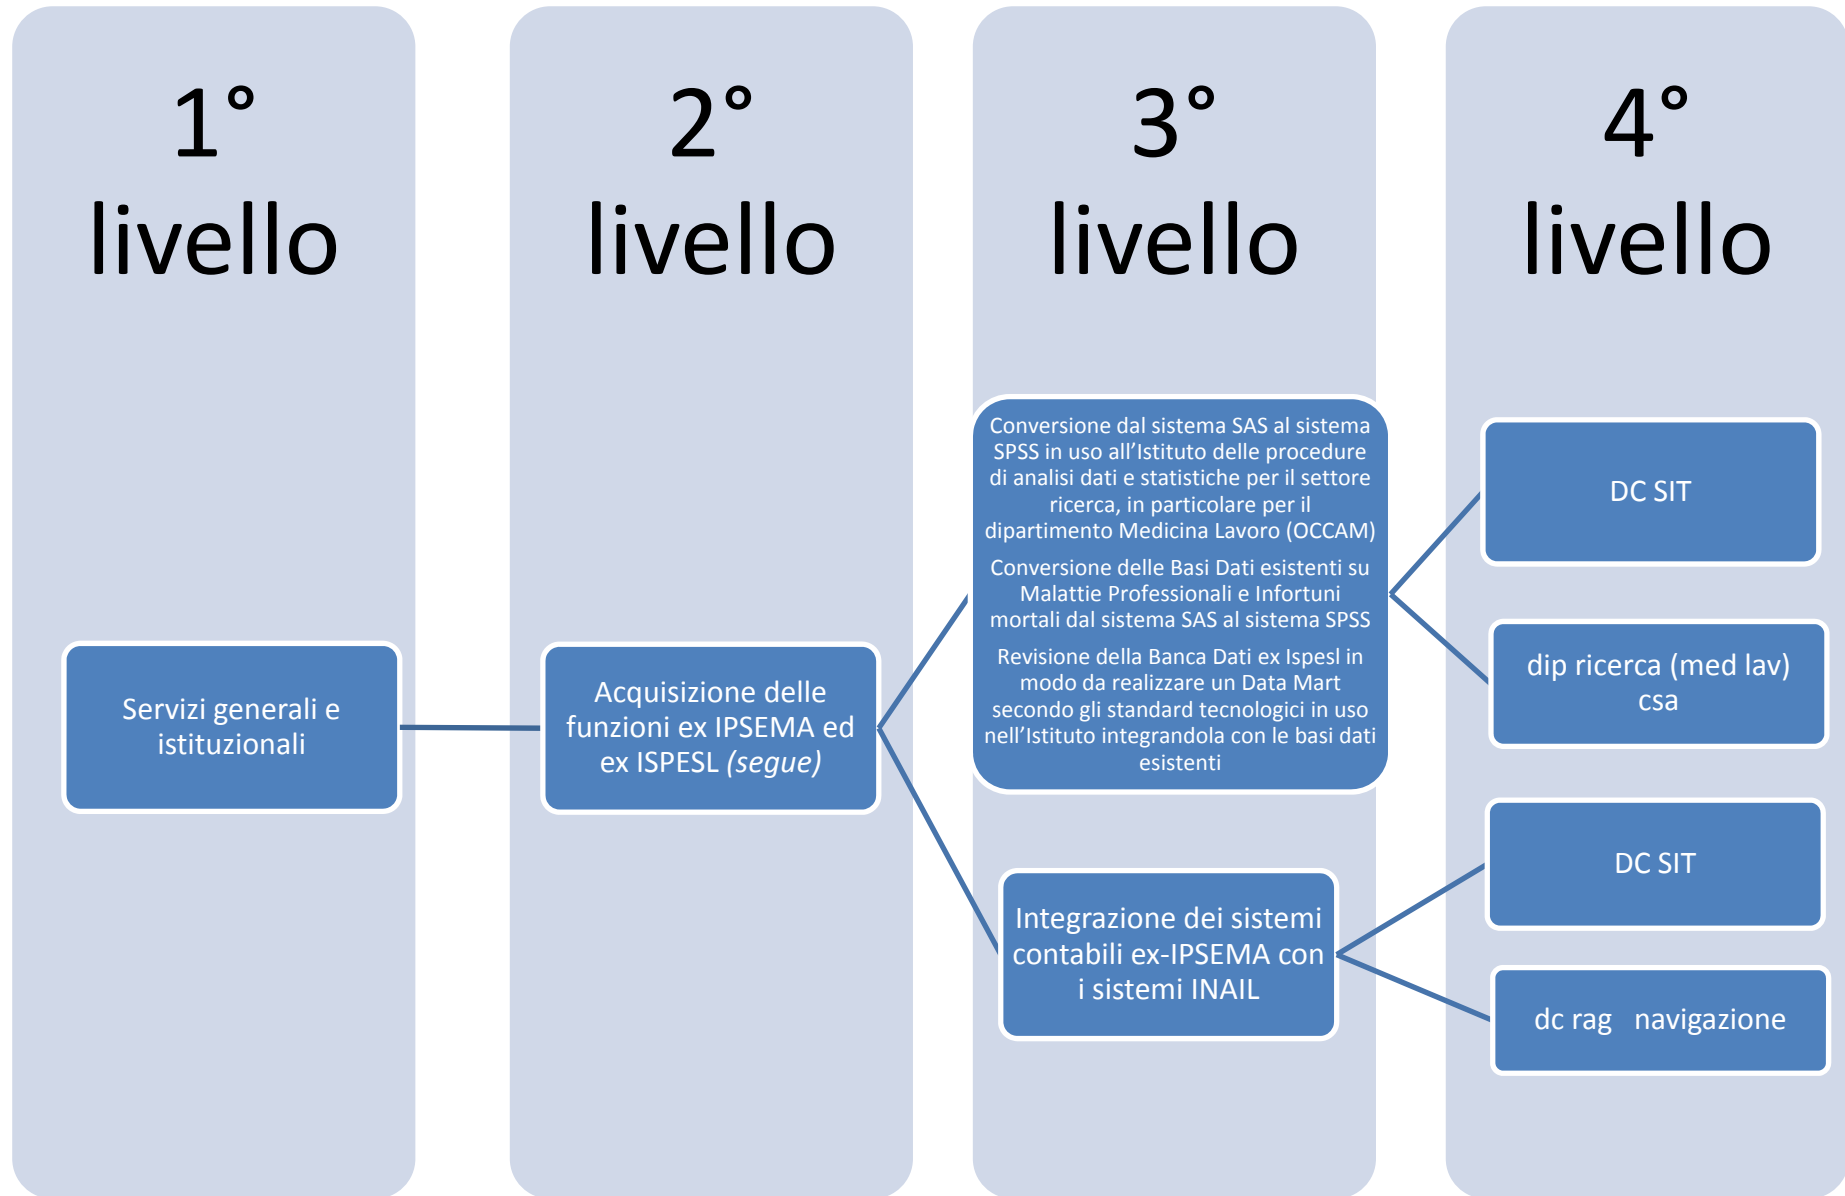 1°
livello
2°
livello
3°
livello
4°
livello
Servizi generali e
istituzionali
Acquisizione delle
funzioni ex IPSEMA ed
ex ISPESL (segue)
Conversione dal sistema SAS al sistema
SPSS in uso all’Istituto delle procedure
di analisi dati e statistiche per il settore
ricerca, in particolare per il
dipartimento Medicina Lavoro (OCCAM)
Conversione delle Basi Dati esistenti su
Malattie Professionali e Infortuni
mortali dal sistema SAS al sistema SPSS
Revisione della Banca Dati ex Ispesl in
modo da realizzare un Data Mart
secondo gli standard tecnologici in uso
nell’Istituto integrandola con le basi dati
esistenti
Integrazione dei sistemi
contabili ex-IPSEMA con
i sistemi INAIL
DC SIT
dip ricerca (med lav)
csa
DC SIT
dc rag   navigazione